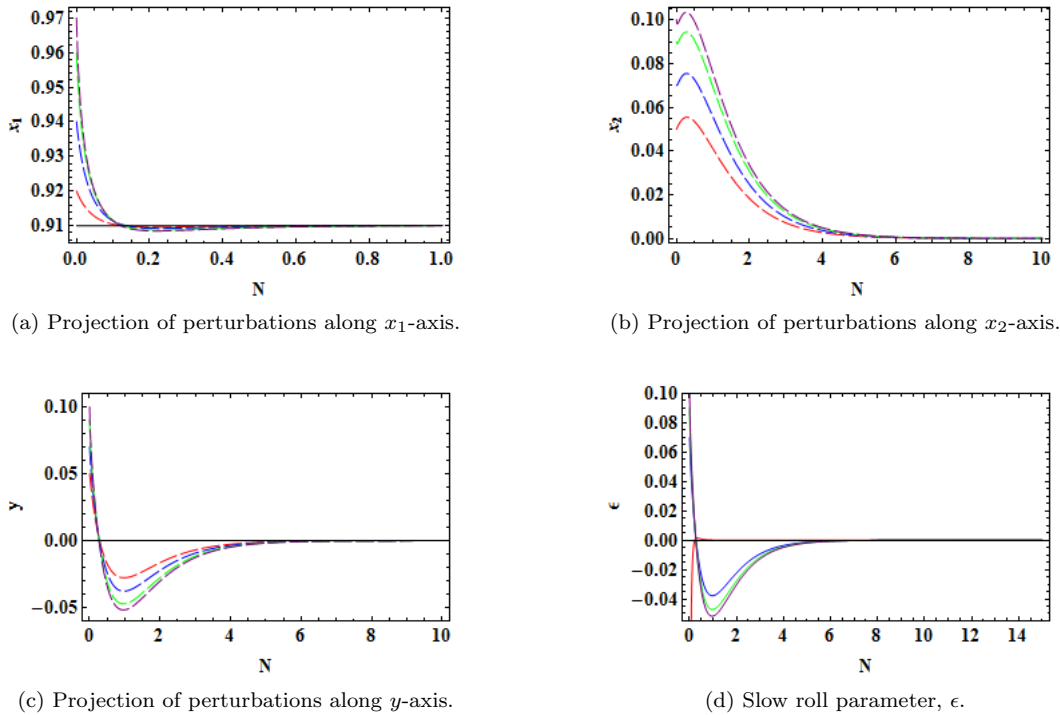 0.97
0.96
0.95
0.94
0.93
0.92
0.91
x₁
0.0 0.2 0.4 0.6 0.8 1.0
N
(a) Projection of perturbations along x₁-axis.
0.10
0.08
0.06
0.04
0.02
0.00
x₂
0 2 4 6 8 10
N
(b) Projection of perturbations along x₂-axis.
0.10
0.05
0.00
−0.05
y
0 2 4 6 8 10
N
(c) Projection of perturbations along y-axis.
0.10
0.08
0.06
0.04
0.02
0.00
−0.02
−0.04
ϵ
0 2 4 6 8 10 12 14
N
(d) Slow roll parameter, ϵ.